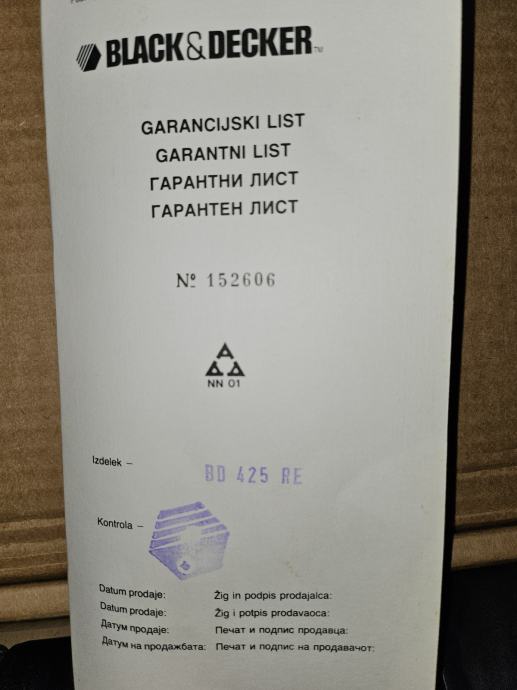 BLACK&DECKER™
GARANCIJSKI LIST
GARANTNI LIST
ГАРАНТНИ ЛИСТ
ГАРАНТЕН ЛИСТ
Nº 152606
NN 01
Izdelek –
BD 425 RE
Kontrola –
Datum prodaje: Žig in podpis prodajalca:
Datum prodaje: Žig i potpis prodavaoca:
Датум продаје: Печат и подпис продавца:
Датум на продажбата: Печат и подпис на продавачот: